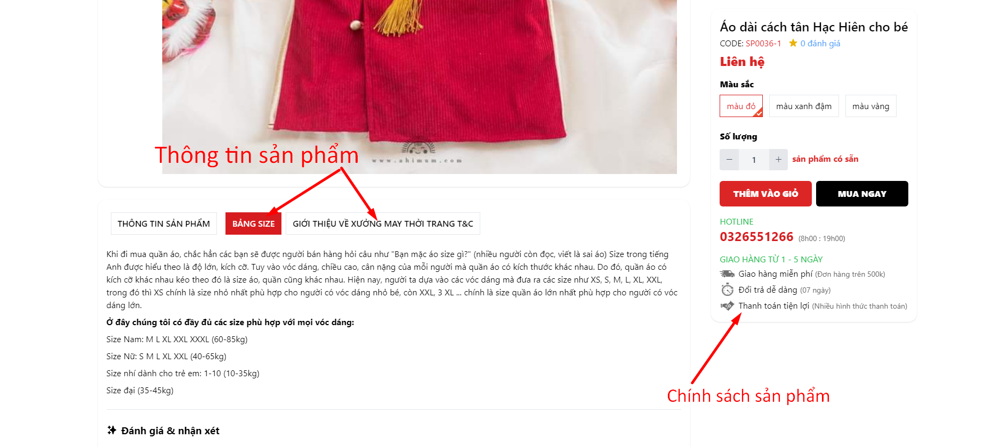 Thông tin sản phẩm
www.ahimum.com
THÔNG TIN SẢN PHẨM
BẢNG SIZE
GIỚI THIỆU VỀ XƯỞNG MAY THỜI TRANG T&C
Khi đi mua quần áo, chắc hẳn các bạn sẽ được người bán hàng hỏi câu như "Bạn mặc áo size gì?" (nhiều người còn đọc, viết là sai áo) Size trong tiếng
Anh được hiểu theo là độ lớn, kích cỡ. Tuy vào vóc dáng, chiều cao, cân nặng của mỗi người mà quần áo có kích thước khác nhau. Do đó, quần áo có
kích cỡ khác nhau kéo theo đó là size áo, quần cũng khác nhau. Hiện nay, người ta dựa vào các vóc dáng mà đưa ra các size như XS, S, M, L, XL, XXL,
trong đó thì XS chính là size nhỏ nhất phù hợp cho người có vóc dáng nhỏ bé, còn XXL, 3 XL ... chính là size quần áo lớn nhất phù hợp cho người có vóc
dáng lớn.
Ở đây chúng tôi có đầy đủ các size phù hợp với mọi vóc dáng:
Size Nam: M L XL XXL XXXL (60-85kg)
Size Nữ: S M L XL XXL (40-65kg)
Size nhí dành cho trẻ em: 1-10 (10-35kg)
Size đại (35-45kg)
Đánh giá & nhận xét
Áo dài cách tân Hạc Hiên cho bé
CODE: SP0036-1 0 đánh giá
Liên hệ
Màu sắc
màu đỏ
màu xanh đậm
màu vàng
Số lượng
− 1 + sản phẩm có sẵn
THÊM VÀO GIỎ
MUA NGAY
HOTLINE
0326551266 (8h00 : 19h00)
GIAO HÀNG TỪ 1 - 5 NGÀY
Giao hàng miễn phí (Đơn hàng trên 500k)
Đổi trả dễ dàng (07 ngày)
Thanh toán tiện lợi (Nhiều hình thức thanh toán)
Chính sách sản phẩm